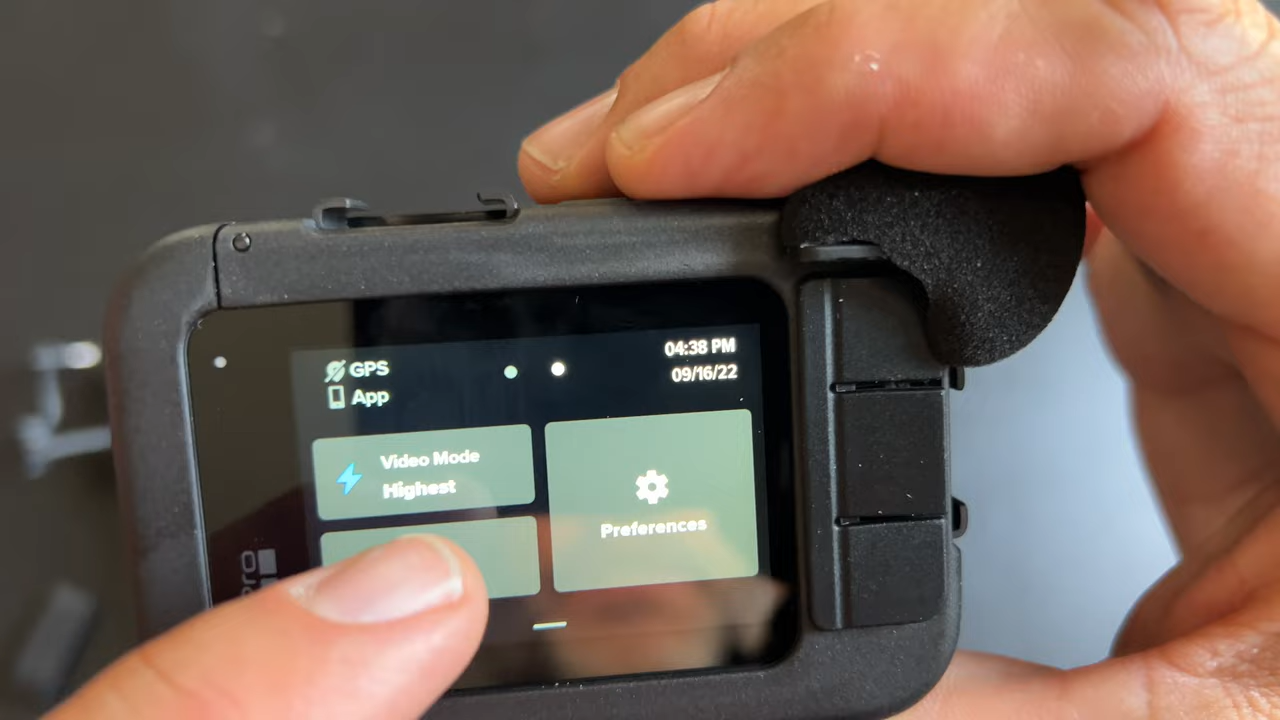 GPS
04:38 PM
App
09/16/22
Video Mode
Highest
Preferences